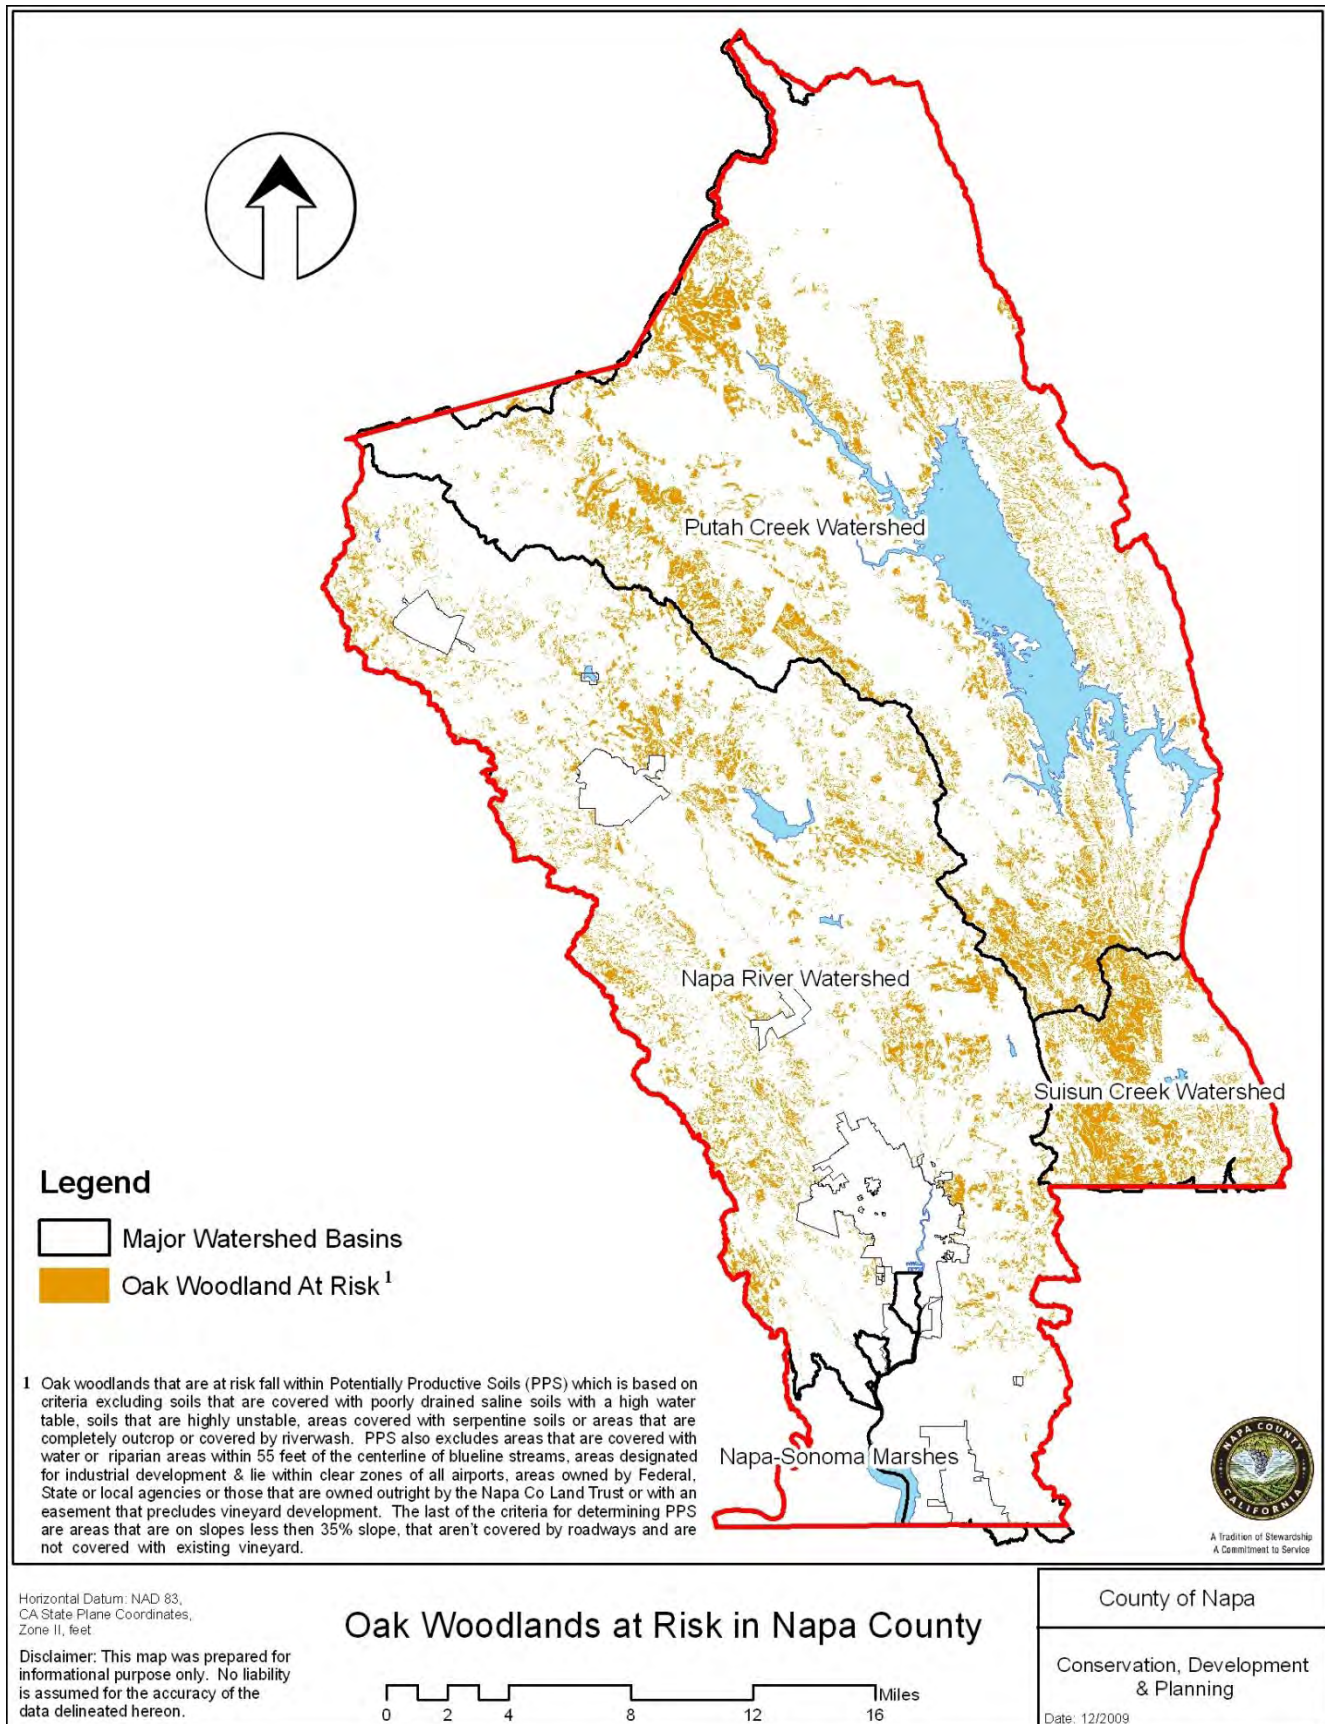 Putah Creek Watershed
Napa River Watershed
Suisun Creek Watershed
Napa-Sonoma Marshes
Legend
Major Watershed Basins
Oak Woodland At Risk 1
1 Oak woodlands that are at risk fall within Potentially Productive Soils (PPS) which is based on
criteria excluding soils that are covered with poorly drained saline soils with a high water
table, soils that are highly unstable, areas covered with serpentine soils or areas that are
completely outcrop or covered by riverwash. PPS also excludes areas that are covered with
water or riparian areas within 55 feet of the centerline of blueline streams, areas designated
for industrial development & lie within clear zones of all airports, areas owned by Federal,
State or local agencies or those that are owned outright by the Napa Co Land Trust or with an
easement that precludes vineyard development. The last of the criteria for determining PPS
are areas that are on slopes less then 35% slope, that aren't covered by roadways and are
not covered with existing vineyard.
NAPA COUNTY
CALIFORNIA
A Tradition of Stewardship
A Commitment to Service
Horizontal Datum: NAD 83,
CA State Plane Coordinates,
Zone II, feet
Disclaimer: This map was prepared for
informational purpose only. No liability
is assumed for the accuracy of the
data delineated hereon.
Oak Woodlands at Risk in Napa County
Miles
0 2 4 8 12 16
County of Napa
Conservation, Development
& Planning
Date: 12/2009